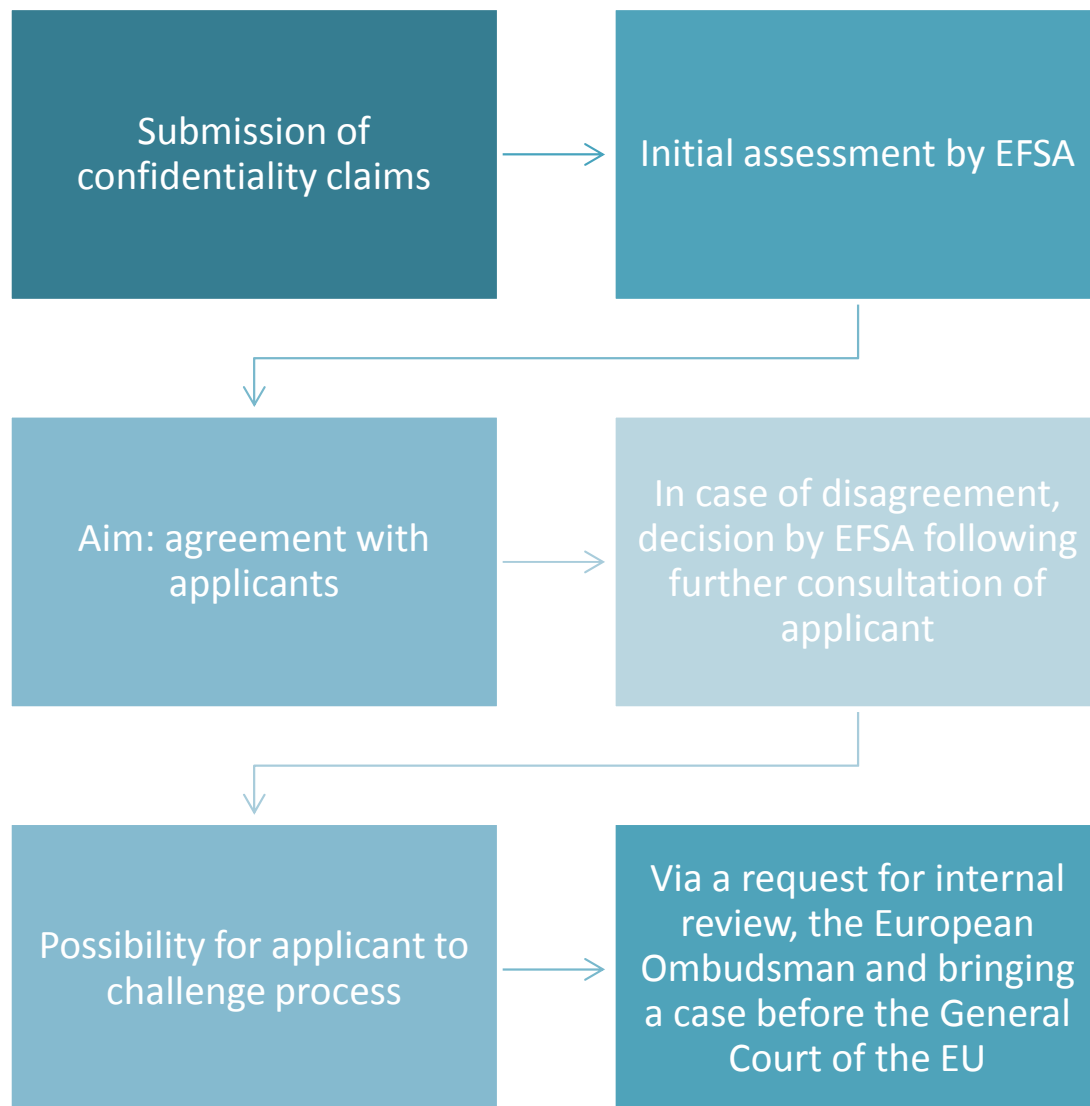 Submission of
confidentiality claims
Initial assessment by EFSA
Aim: agreement with
applicants
In case of disagreement,
decision by EFSA following
further consultation of
applicant
Possibility for applicant to
challenge process
Via a request for internal
review, the European
Ombudsman and bringing
a case before the General
Court of the EU